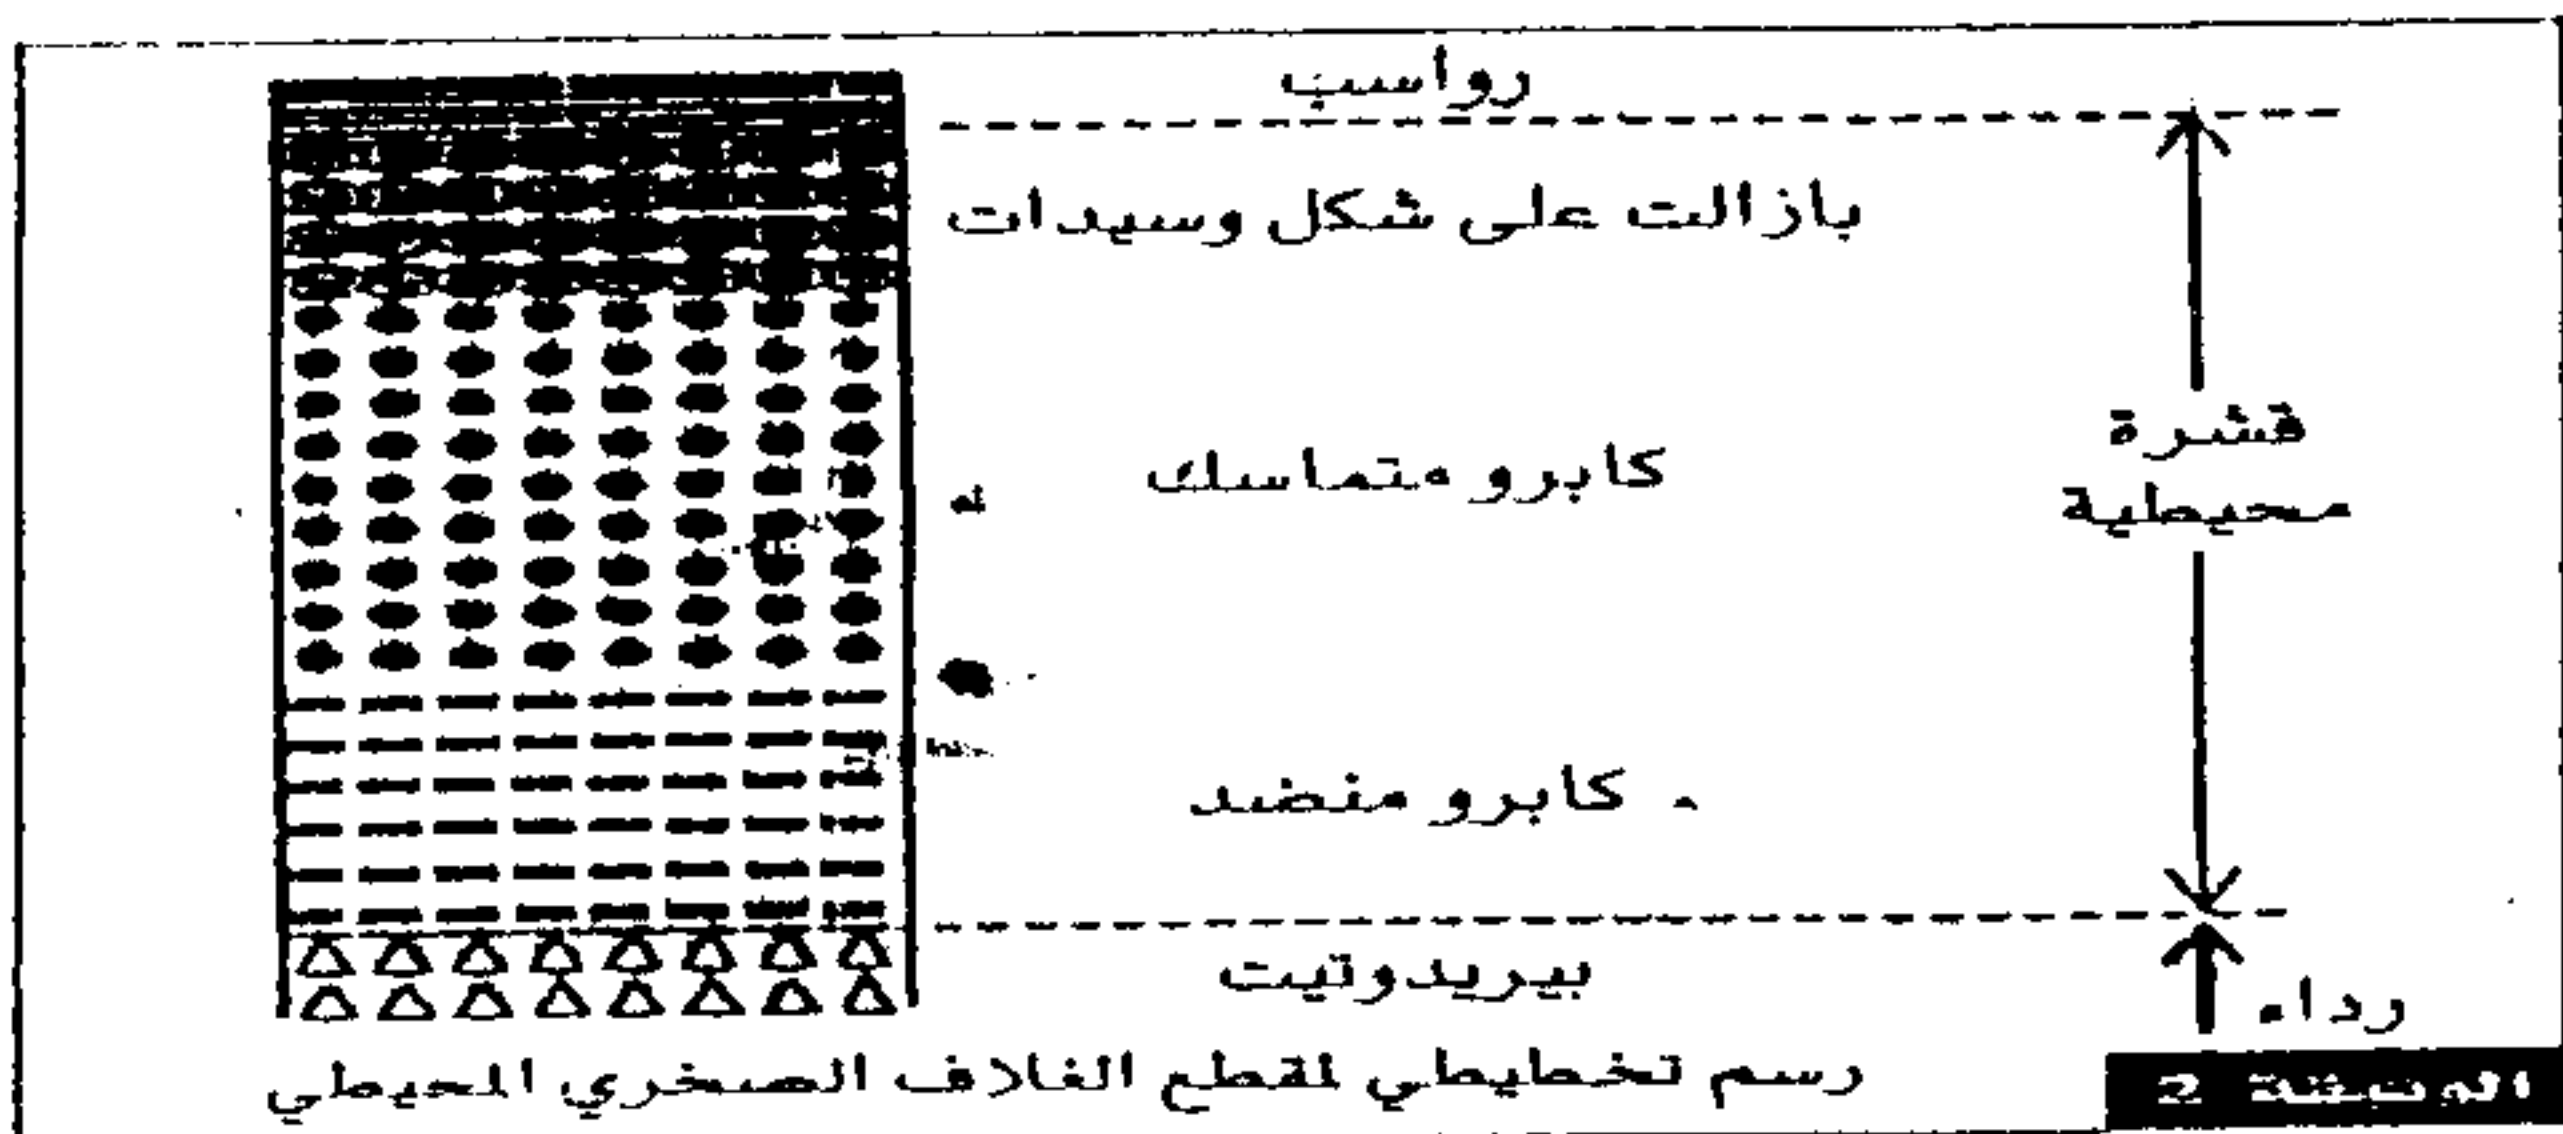 رواسب
بازالت على شكل وسيدات
قشرة
محيطية
كابرو متماسك
كابرو منضد
بيريدوتيت
رداء
رسم تخطيطي لمقطع الغلاف الصخري المحيطي
الوثيقة 2